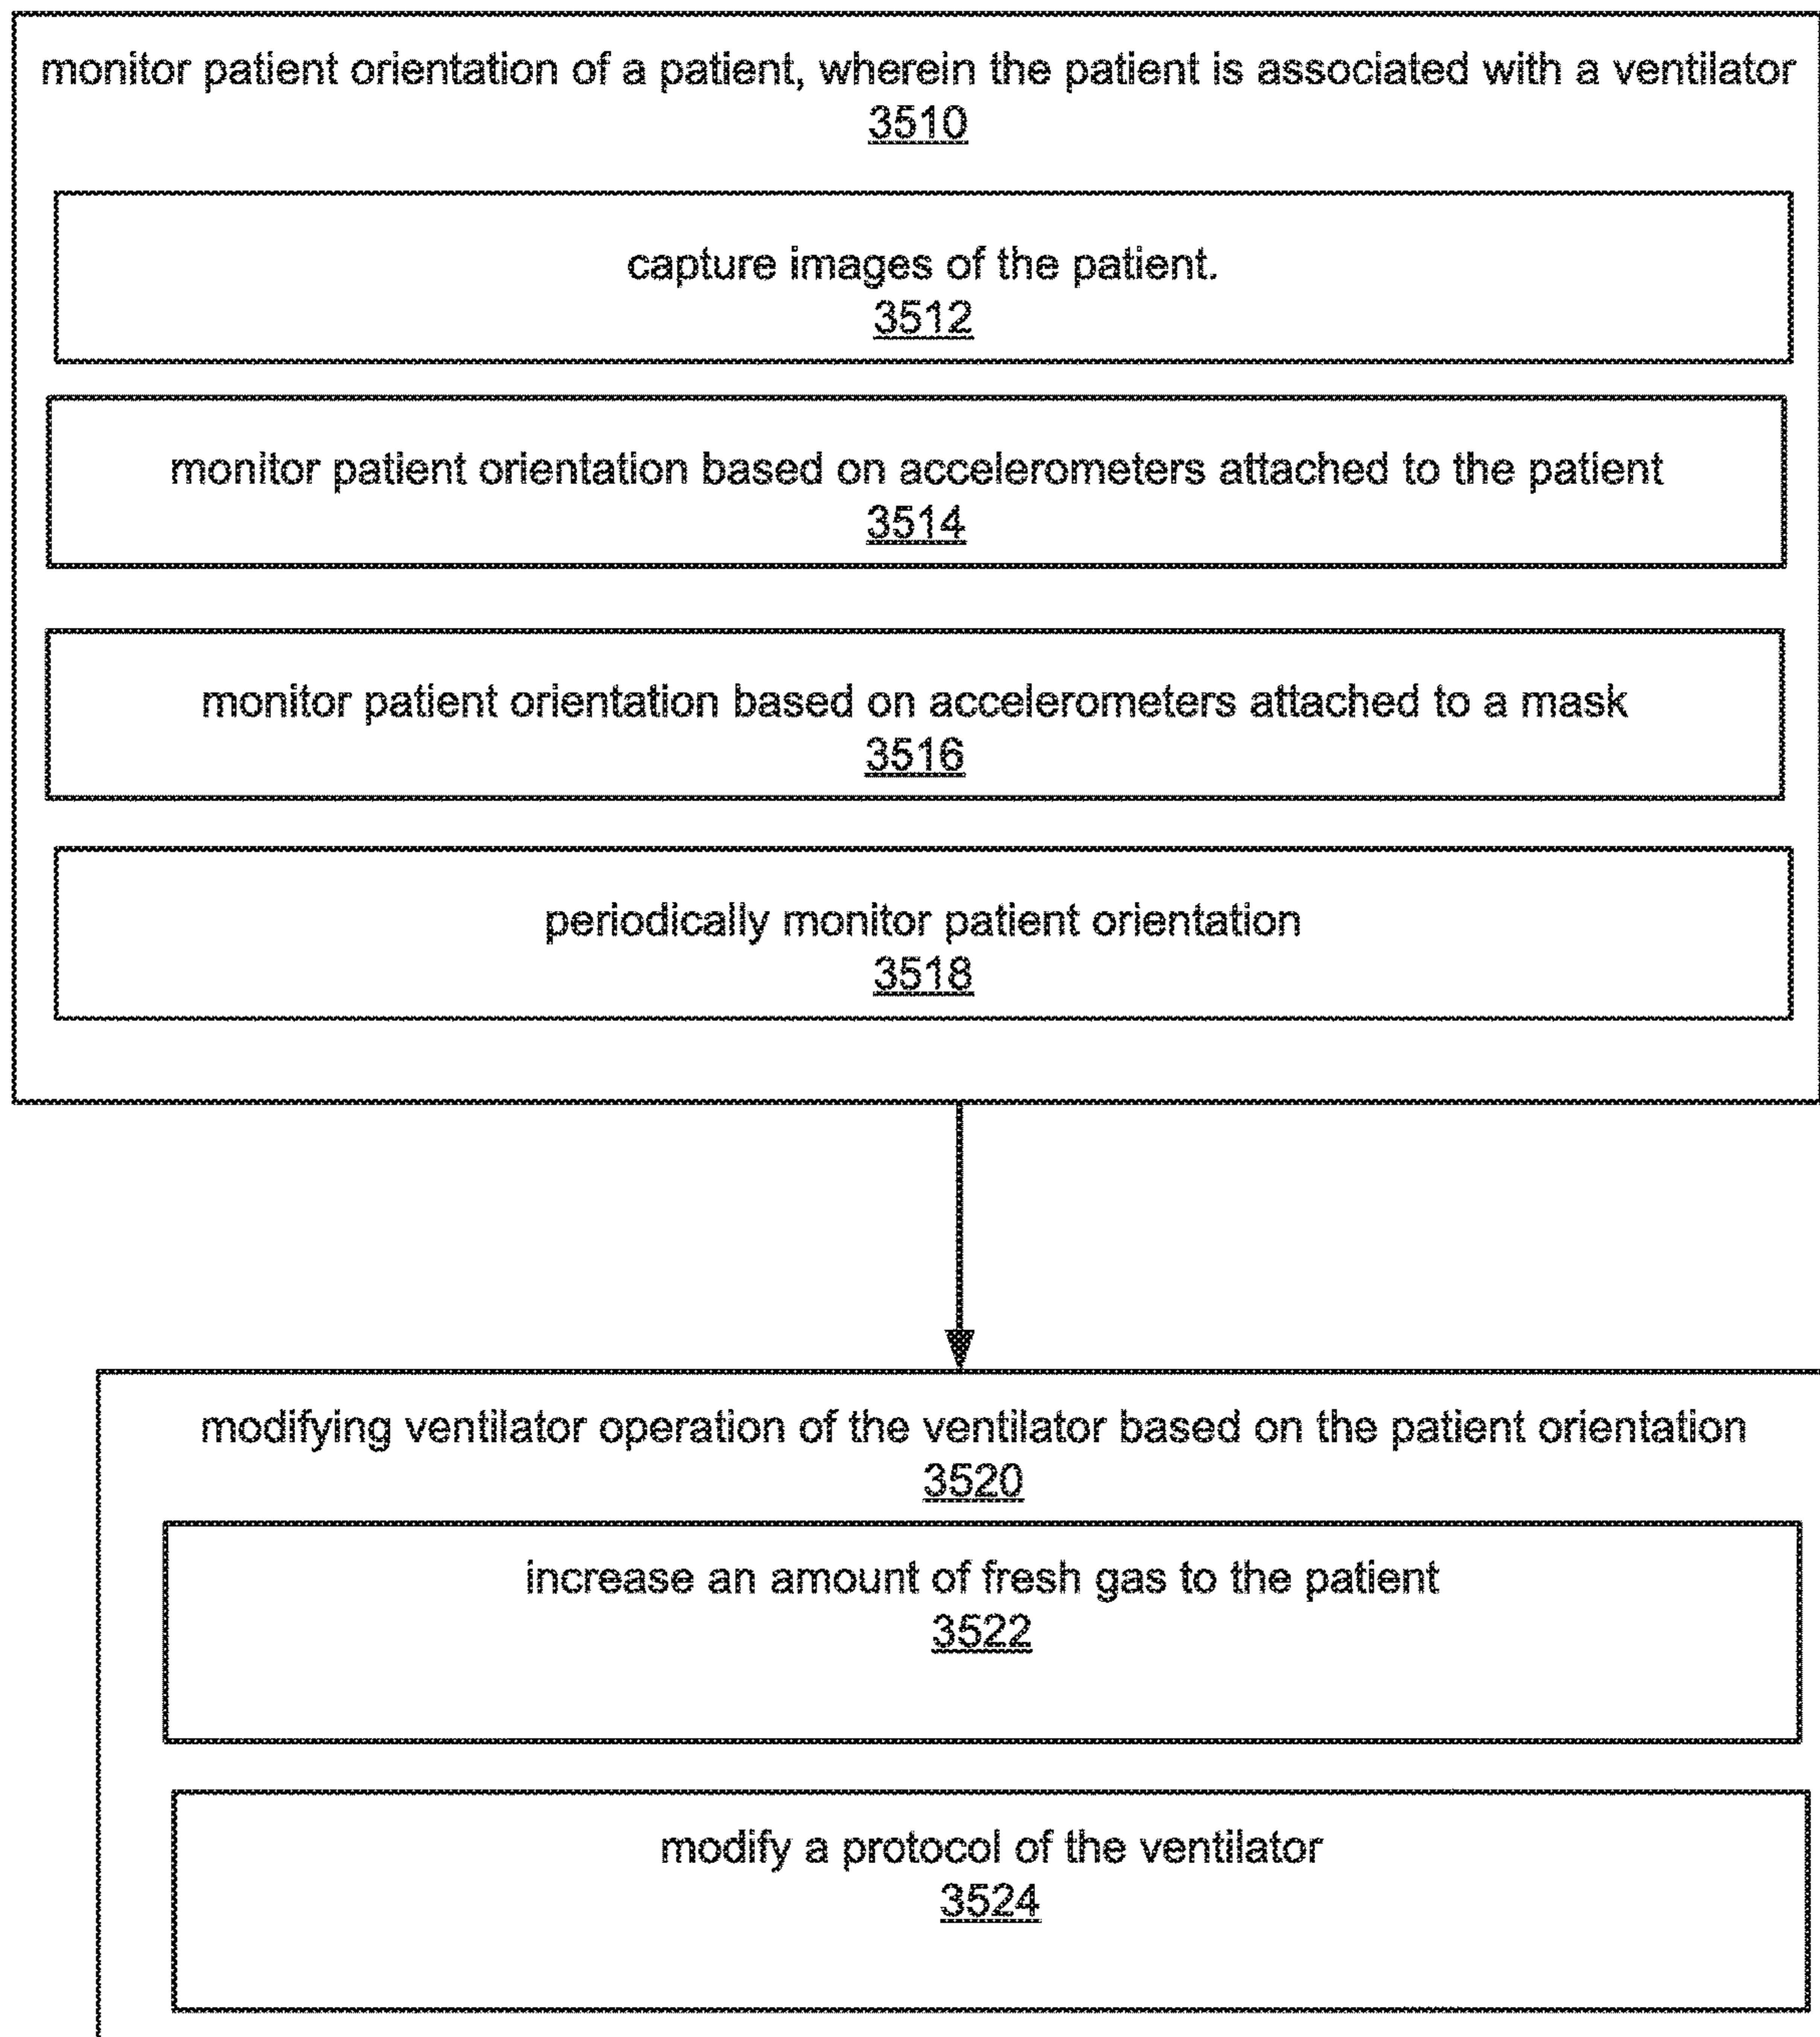 monitor patient orientation of a patient, wherein the patient is associated with a ventilator
3510
capture images of the patient.
3512
monitor patient orientation based on accelerometers attached to the patient
3514
monitor patient orientation based on accelerometers attached to a mask
3516
periodically monitor patient orientation
3518
modifying ventilator operation of the ventilator based on the patient orientation
3520
increase an amount of fresh gas to the patient
3522
modify a protocol of the ventilator
3524